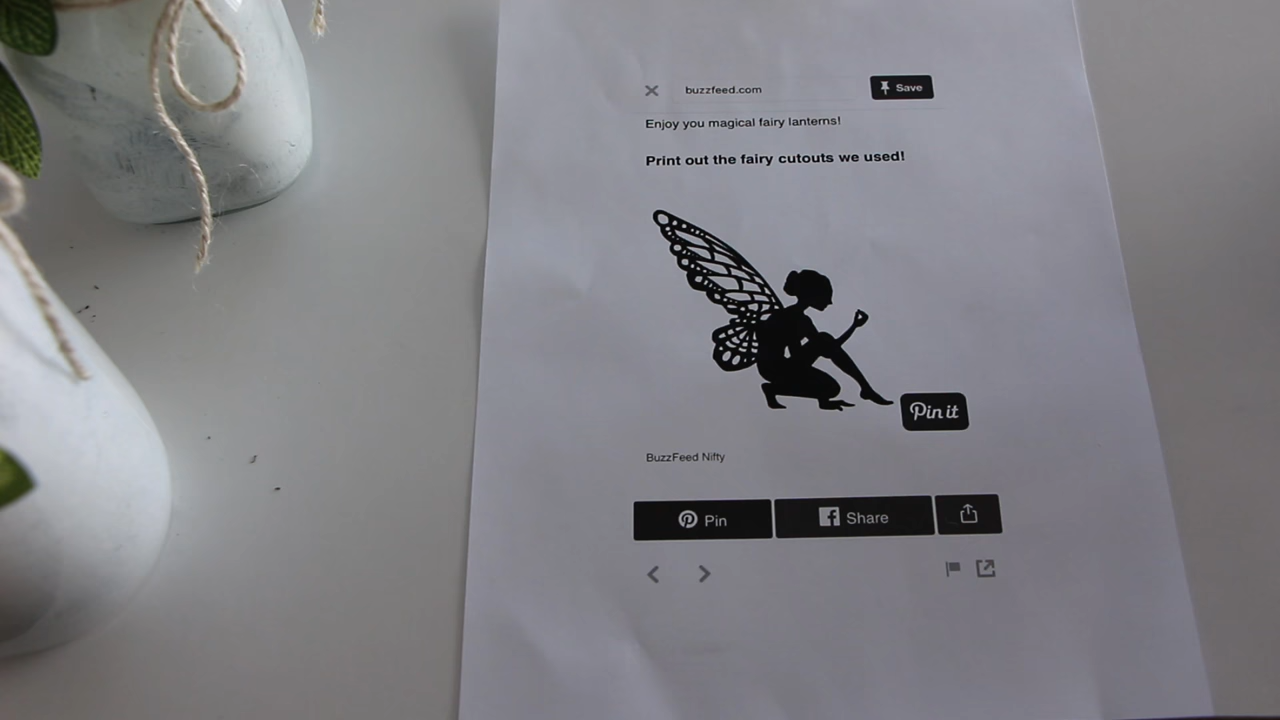 buzzfeed.com
Save
Enjoy you magical fairy lanterns!
Print out the fairy cutouts we used!
Pin it
BuzzFeed Nifty
Pin
Share